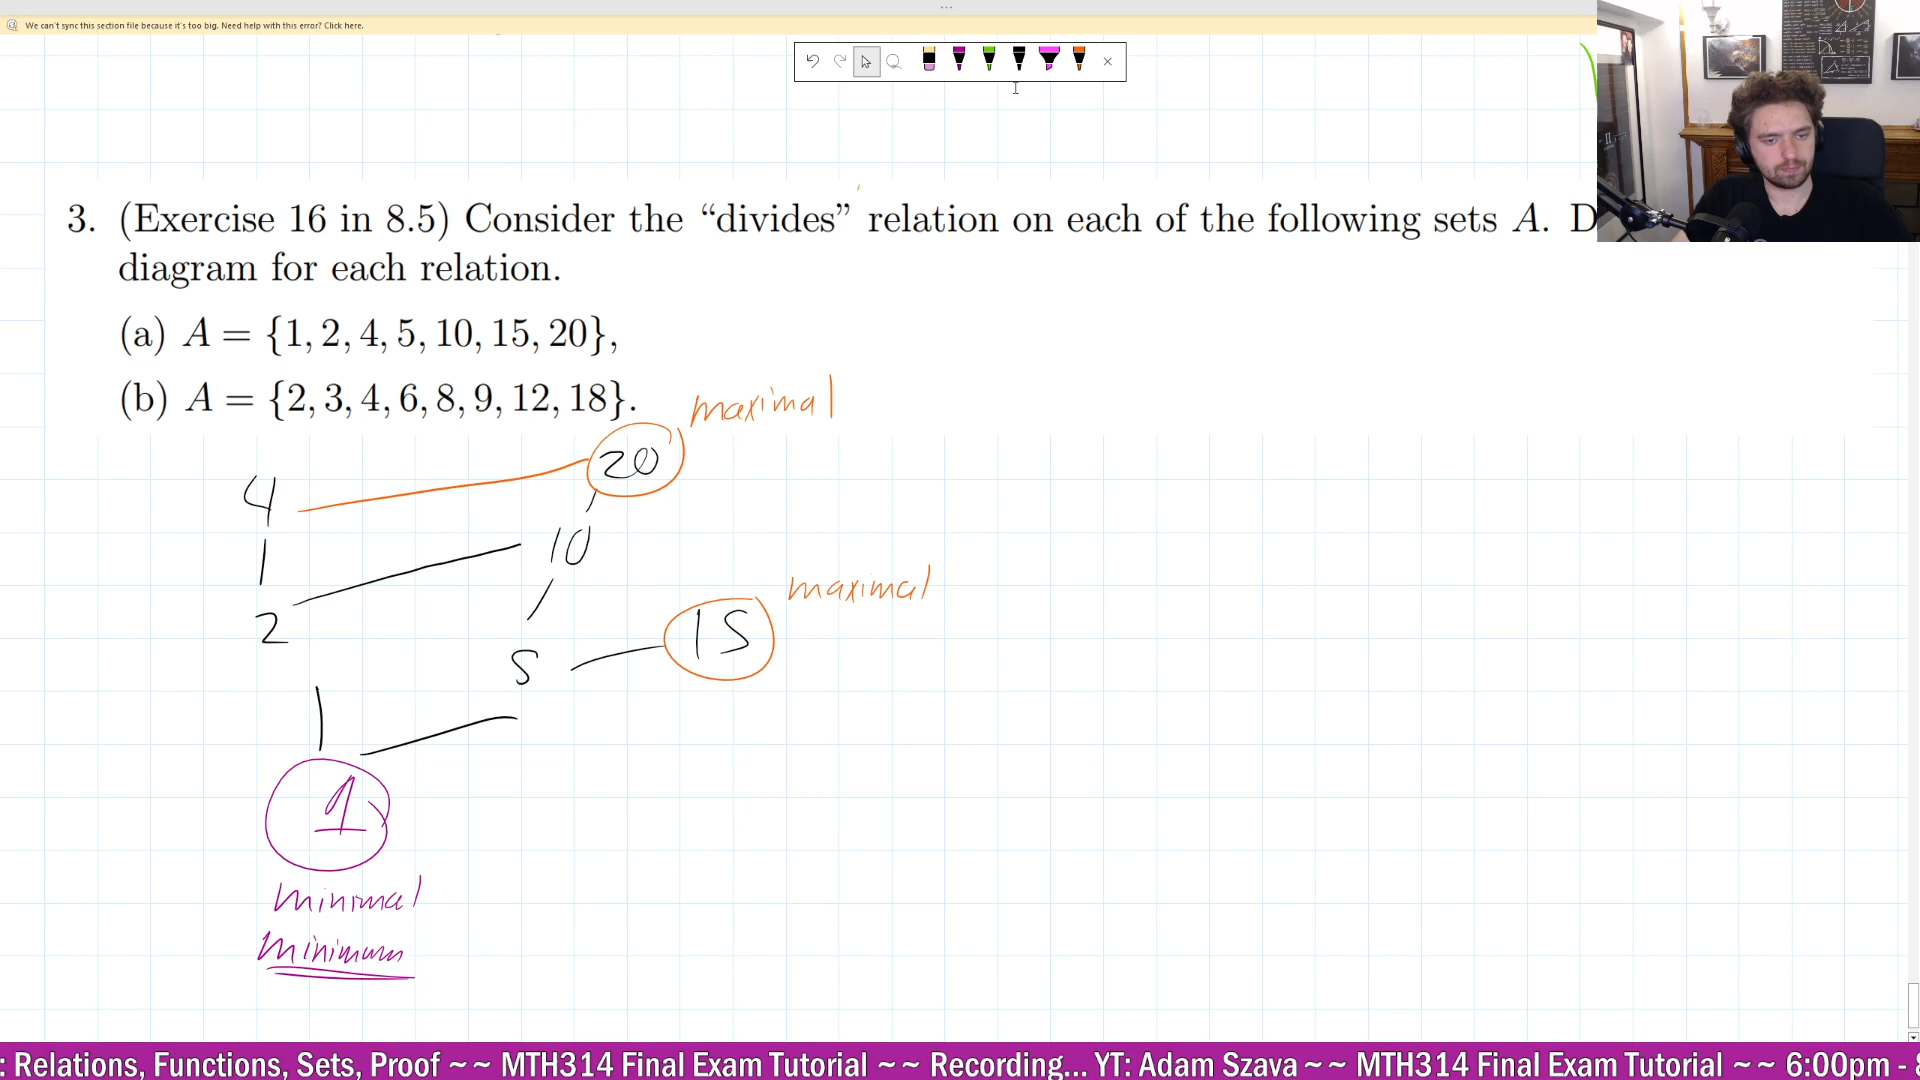 We can't sync this section file because it's too big. Need help with this error? Click here.
3. (Exercise 16 in 8.5) Consider the “divides” relation on each of the following sets A. D
diagram for each relation.
(a) A = {1, 2, 4, 5, 10, 15, 20},
(b) A = {2, 3, 4, 6, 8, 9, 12, 18}.
maximal
20
4
10
maximal
15
2
5
1
minimal
minimum
: Relations, Functions, Sets, Proof ~~ MTH314 Final Exam Tutorial ~~ Recording... YT: Adam Szava ~~ MTH314 Final Exam Tutorial ~~ 6:00pm - 8